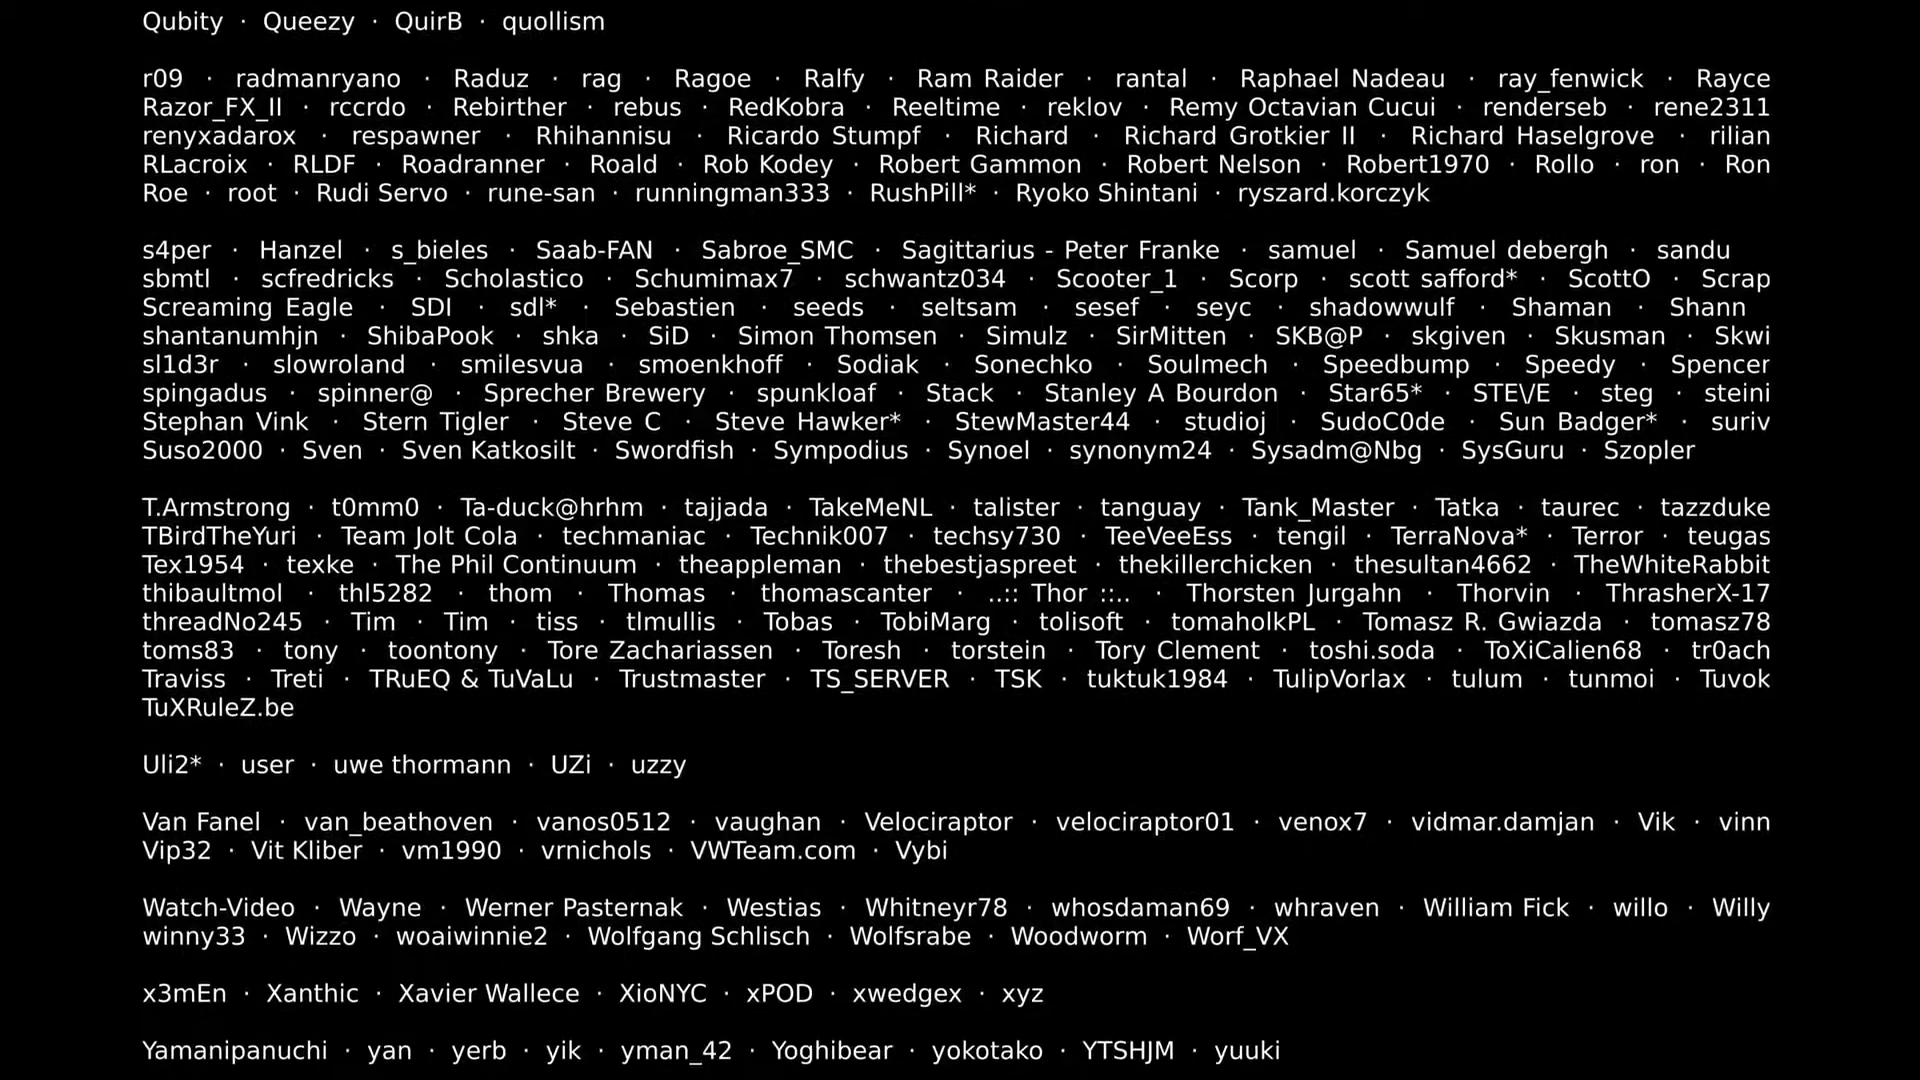 Qubity · Queezy · QuirB · quollism
r09 · radmanryano · Raduz · rag · Ragoe · Ralfy · Ram Raider · rantal · Raphael Nadeau · ray_fenwick · Rayce
Razor_FX_II · rccrdo · Rebirther · rebus · RedKobra · Reeltime · reklov · Remy Octavian Cucui · renderseb · rene2311
renyxadarox · respawner · Rhihannisu · Ricardo Stumpf · Richard · Richard Grotkier II · Richard Haselgrove · rilian
RLacroix · RLDF · Roadranner · Roald · Rob Kodey · Robert Gammon · Robert Nelson · Robert1970 · Rollo · ron · Ron
Roe · root · Rudi Servo · rune-san · runningman333 · RushPill* · Ryoko Shintani · ryszard.korczyk
s4per · Hanzel · s_bieles · Saab-FAN · Sabroe_SMC · Sagittarius - Peter Franke · samuel · Samuel debergh · sandu
sbmtl · scfredricks · Scholastico · Schumimax7 · schwantz034 · Scooter_1 · Scorp · scott safford* · ScottO · Scrap
Screaming Eagle · SDI · sdl* · Sebastien · seeds · seltsam · sesef · seyc · shadowwulf · Shaman · Shann
shantanumhjn · ShibaPook · shka · SiD · Simon Thomsen · Simulz · SirMitten · SKB@P · skgiven · Skusman · Skwi
sl1d3r · slowroland · smilesvua · smoenkhoff · Sodiak · Sonechko · Soulmech · Speedbump · Speedy · Spencer
spingadus · spinner@ · Sprecher Brewery · spunkloaf · Stack · Stanley A Bourdon · Star65* · STE\/E · steg · steini
Stephan Vink · Stern Tigler · Steve C · Steve Hawker* · StewMaster44 · studioj · SudoC0de · Sun Badger* · suriv
Suso2000 · Sven · Sven Katkosilt · Swordfish · Sympodius · Synoel · synonym24 · Sysadm@Nbg · SysGuru · Szopler
T.Armstrong · t0mm0 · Ta-duck@hrhm · tajjada · TakeMeNL · talister · tanguay · Tank_Master · Tatka · taurec · tazzduke
TBirdTheYuri · Team Jolt Cola · techmaniac · Technik007 · techsy730 · TeeVeeEss · tengil · TerraNova* · Terror · teugas
Tex1954 · texke · The Phil Continuum · theappleman · thebestjaspreet · thekillerchicken · thesultan4662 · TheWhiteRabbit
thibaultmol · thl5282 · thom · Thomas · thomascanter · ..:: Thor ::.. · Thorsten Jurgahn · Thorvin · ThrasherX-17
threadNo245 · Tim · Tim · tiss · tlmullis · Tobas · TobiMarg · tolisoft · tomaholkPL · Tomasz R. Gwiazda · tomasz78
toms83 · tony · toontony · Tore Zachariassen · Toresh · torstein · Tory Clement · toshi.soda · ToXiCalien68 · tr0ach
Traviss · Treti · TRuEQ & TuVaLu · Trustmaster · TS_SERVER · TSK · tuktuk1984 · TulipVorlax · tulum · tunmoi · Tuvok
TuXRuleZ.be
Uli2* · user · uwe thormann · UZi · uzzy
Van Fanel · van_beathoven · vanos0512 · vaughan · Velociraptor · velociraptor01 · venox7 · vidmar.damjan · Vik · vinn
Vip32 · Vit Kliber · vm1990 · vrnichols · VWTeam.com · Vybi
Watch-Video · Wayne · Werner Pasternak · Westias · Whitneyr78 · whosdaman69 · whraven · William Fick · willo · Willy
winny33 · Wizzo · woaiwinnie2 · Wolfgang Schlisch · Wolfsrabe · Woodworm · Worf_VX
x3mEn · Xanthic · Xavier Wallece · XioNYC · xPOD · xwedgex · xyz
Yamanipanuchi · yan · yerb · yik · yman_42 · Yoghibear · yokotako · YTSHJM · yuuki